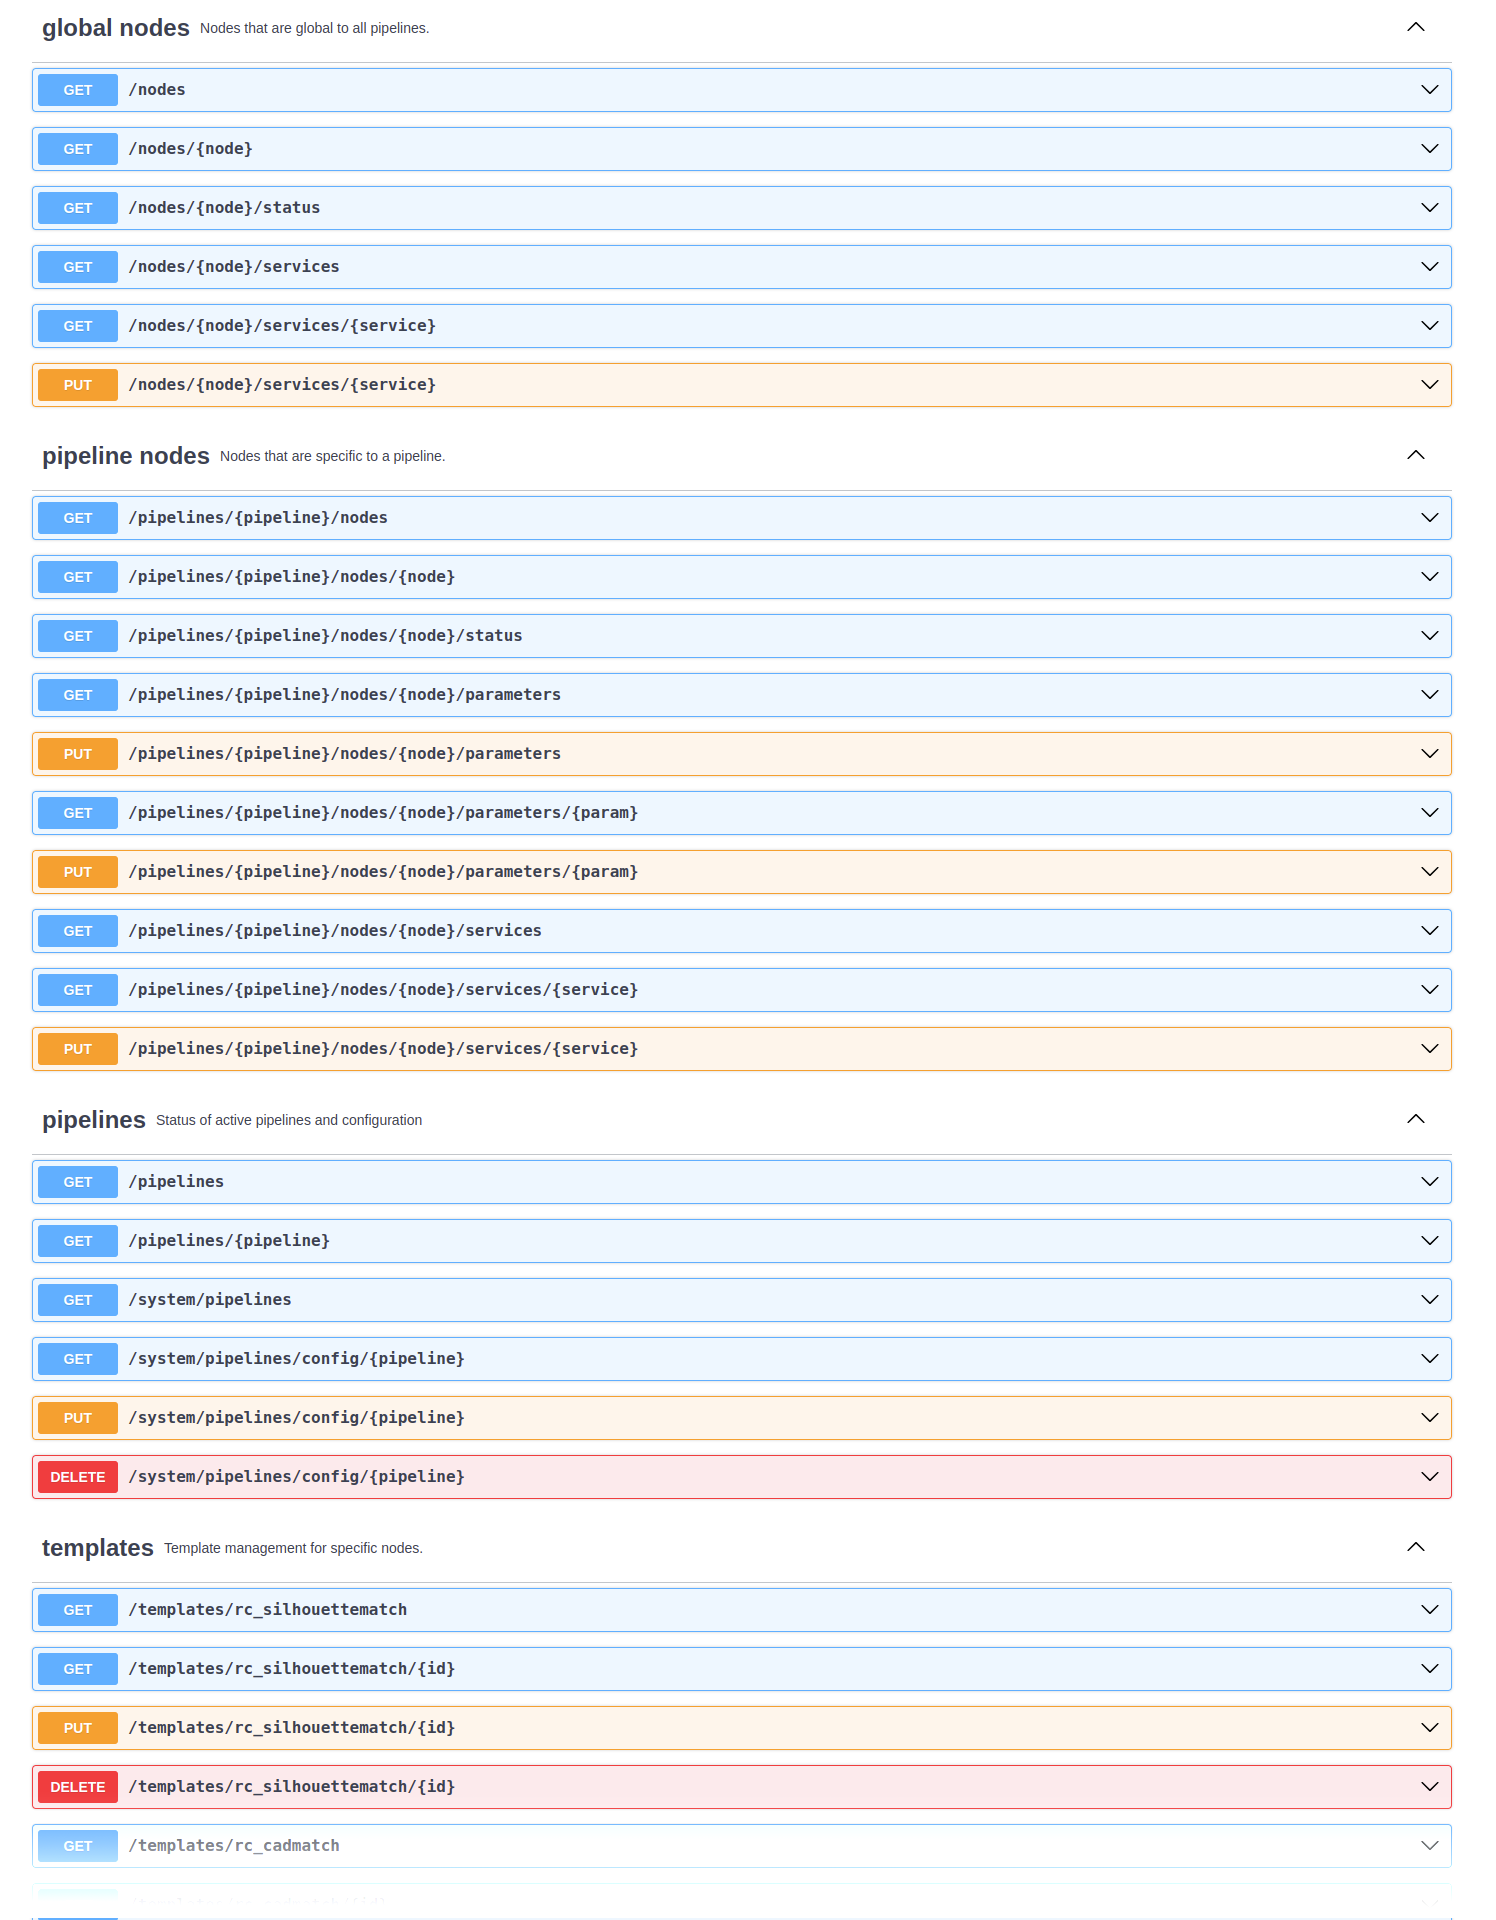 global nodes Nodes that are global to all pipelines.
GET /nodes
GET /nodes/{node}
GET /nodes/{node}/status
GET /nodes/{node}/services
GET /nodes/{node}/services/{service}
PUT /nodes/{node}/services/{service}
pipeline nodes Nodes that are specific to a pipeline.
GET /pipelines/{pipeline}/nodes
GET /pipelines/{pipeline}/nodes/{node}
GET /pipelines/{pipeline}/nodes/{node}/status
GET /pipelines/{pipeline}/nodes/{node}/parameters
PUT /pipelines/{pipeline}/nodes/{node}/parameters
GET /pipelines/{pipeline}/nodes/{node}/parameters/{param}
PUT /pipelines/{pipeline}/nodes/{node}/parameters/{param}
GET /pipelines/{pipeline}/nodes/{node}/services
GET /pipelines/{pipeline}/nodes/{node}/services/{service}
PUT /pipelines/{pipeline}/nodes/{node}/services/{service}
pipelines Status of active pipelines and configuration
GET /pipelines
GET /pipelines/{pipeline}
GET /system/pipelines
GET /system/pipelines/config/{pipeline}
PUT /system/pipelines/config/{pipeline}
DELETE /system/pipelines/config/{pipeline}
templates Template management for specific nodes.
GET /templates/rc_silhouettematch
GET /templates/rc_silhouettematch/{id}
PUT /templates/rc_silhouettematch/{id}
DELETE /templates/rc_silhouettematch/{id}
GET /templates/rc_cadmatch